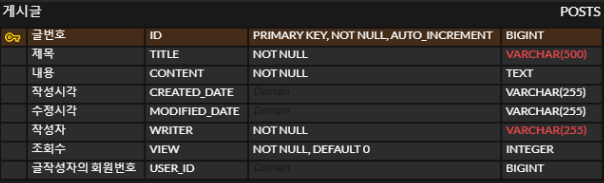 게시글 POSTS
글번호 ID PRIMARY KEY, NOT NULL, AUTO_INCREMENT BIGINT
제목 TITLE NOT NULL VARCHAR(500)
내용 CONTENT NOT NULL TEXT
작성시각 CREATED_DATE Domain VARCHAR(255)
수정시각 MODIFIED_DATE Domain VARCHAR(255)
작성자 WRITER NOT NULL VARCHAR(255)
조회수 VIEW NOT NULL, DEFAULT 0 INTEGER
글작성자의 회원번호 USER_ID Domain BIGINT